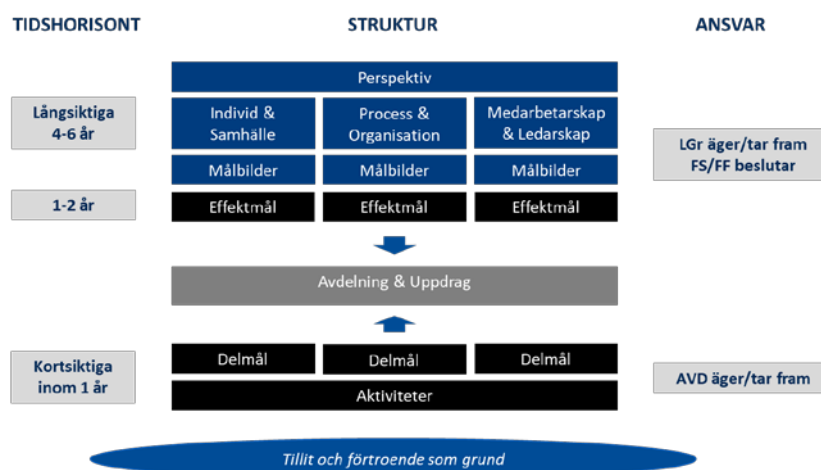 TIDSHORISONT
STRUKTUR
ANSVAR
Perspektiv
Långsiktiga
4-6 år
Individ &
Samhälle
Process &
Organisation
Medarbetarskap
& Ledarskap
LGr äger/tar fram
FS/FF beslutar
Målbilder
Målbilder
Målbilder
1-2 år
Effektmål
Effektmål
Effektmål
Avdelning & Uppdrag
Kortsiktiga
inom 1 år
Delmål
Delmål
Delmål
AVD äger/tar fram
Aktiviteter
Tillit och förtroende som grund